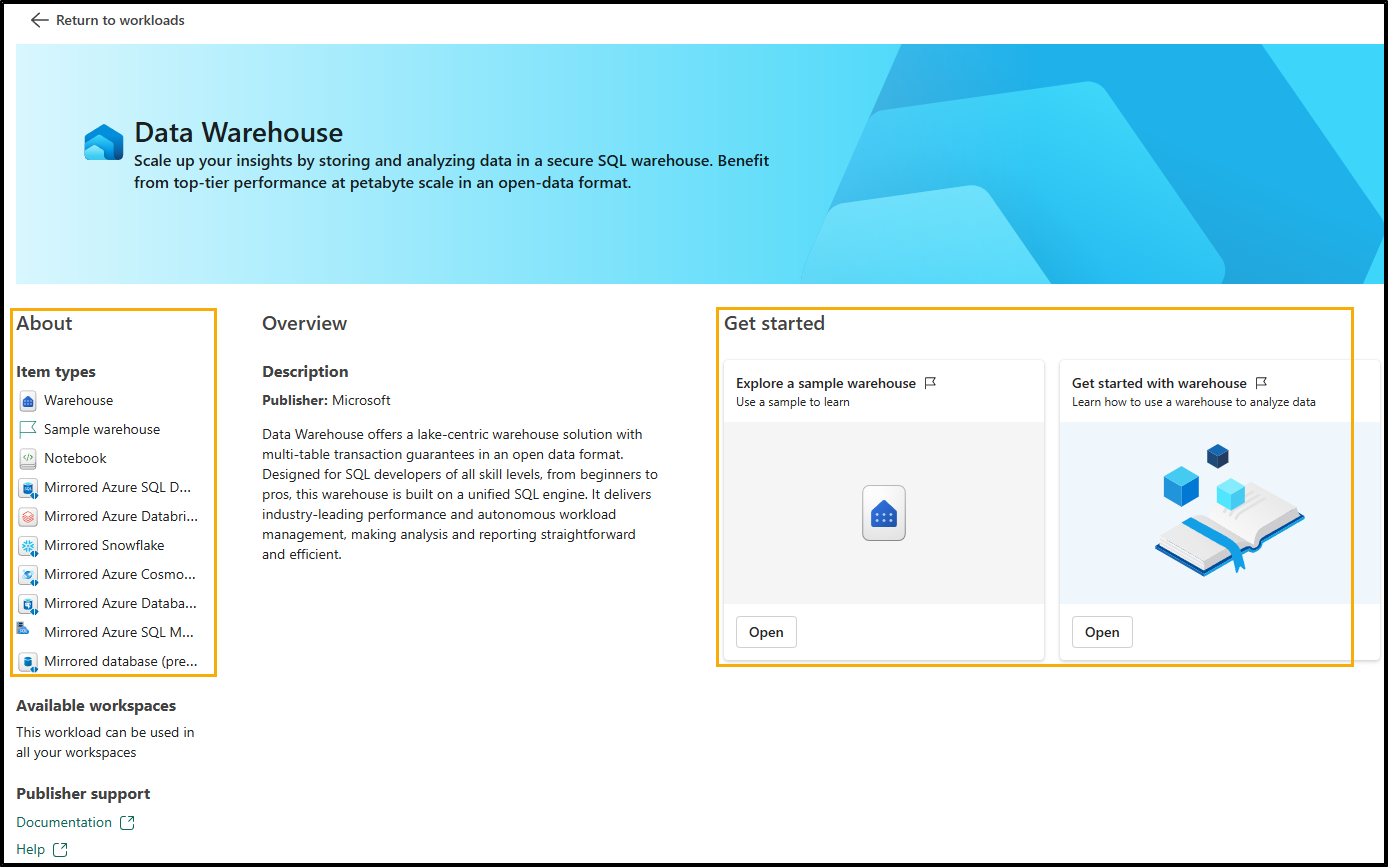 Return to workloads
Data Warehouse
Scale up your insights by storing and analyzing data in a secure SQL warehouse. Benefit
from top-tier performance at petabyte scale in an open-data format.
About
Item types
Warehouse
Sample warehouse
Notebook
Mirrored Azure SQL D...
Mirrored Azure Databri...
Mirrored Snowflake
Mirrored Azure Cosmo...
Mirrored Azure Databa...
Mirrored Azure SQL M...
Mirrored database (pre...
Available workspaces
This workload can be used in
all your workspaces
Publisher support
Documentation
Help
Overview
Description
Publisher: Microsoft
Data Warehouse offers a lake-centric warehouse solution with
multi-table transaction guarantees in an open data format.
Designed for SQL developers of all skill levels, from beginners to
pros, this warehouse is built on a unified SQL engine. It delivers
industry-leading performance and autonomous workload
management, making analysis and reporting straightforward
and efficient.
Get started
Explore a sample warehouse
Use a sample to learn
Open
Get started with warehouse
Learn how to use a warehouse to analyze data
Open